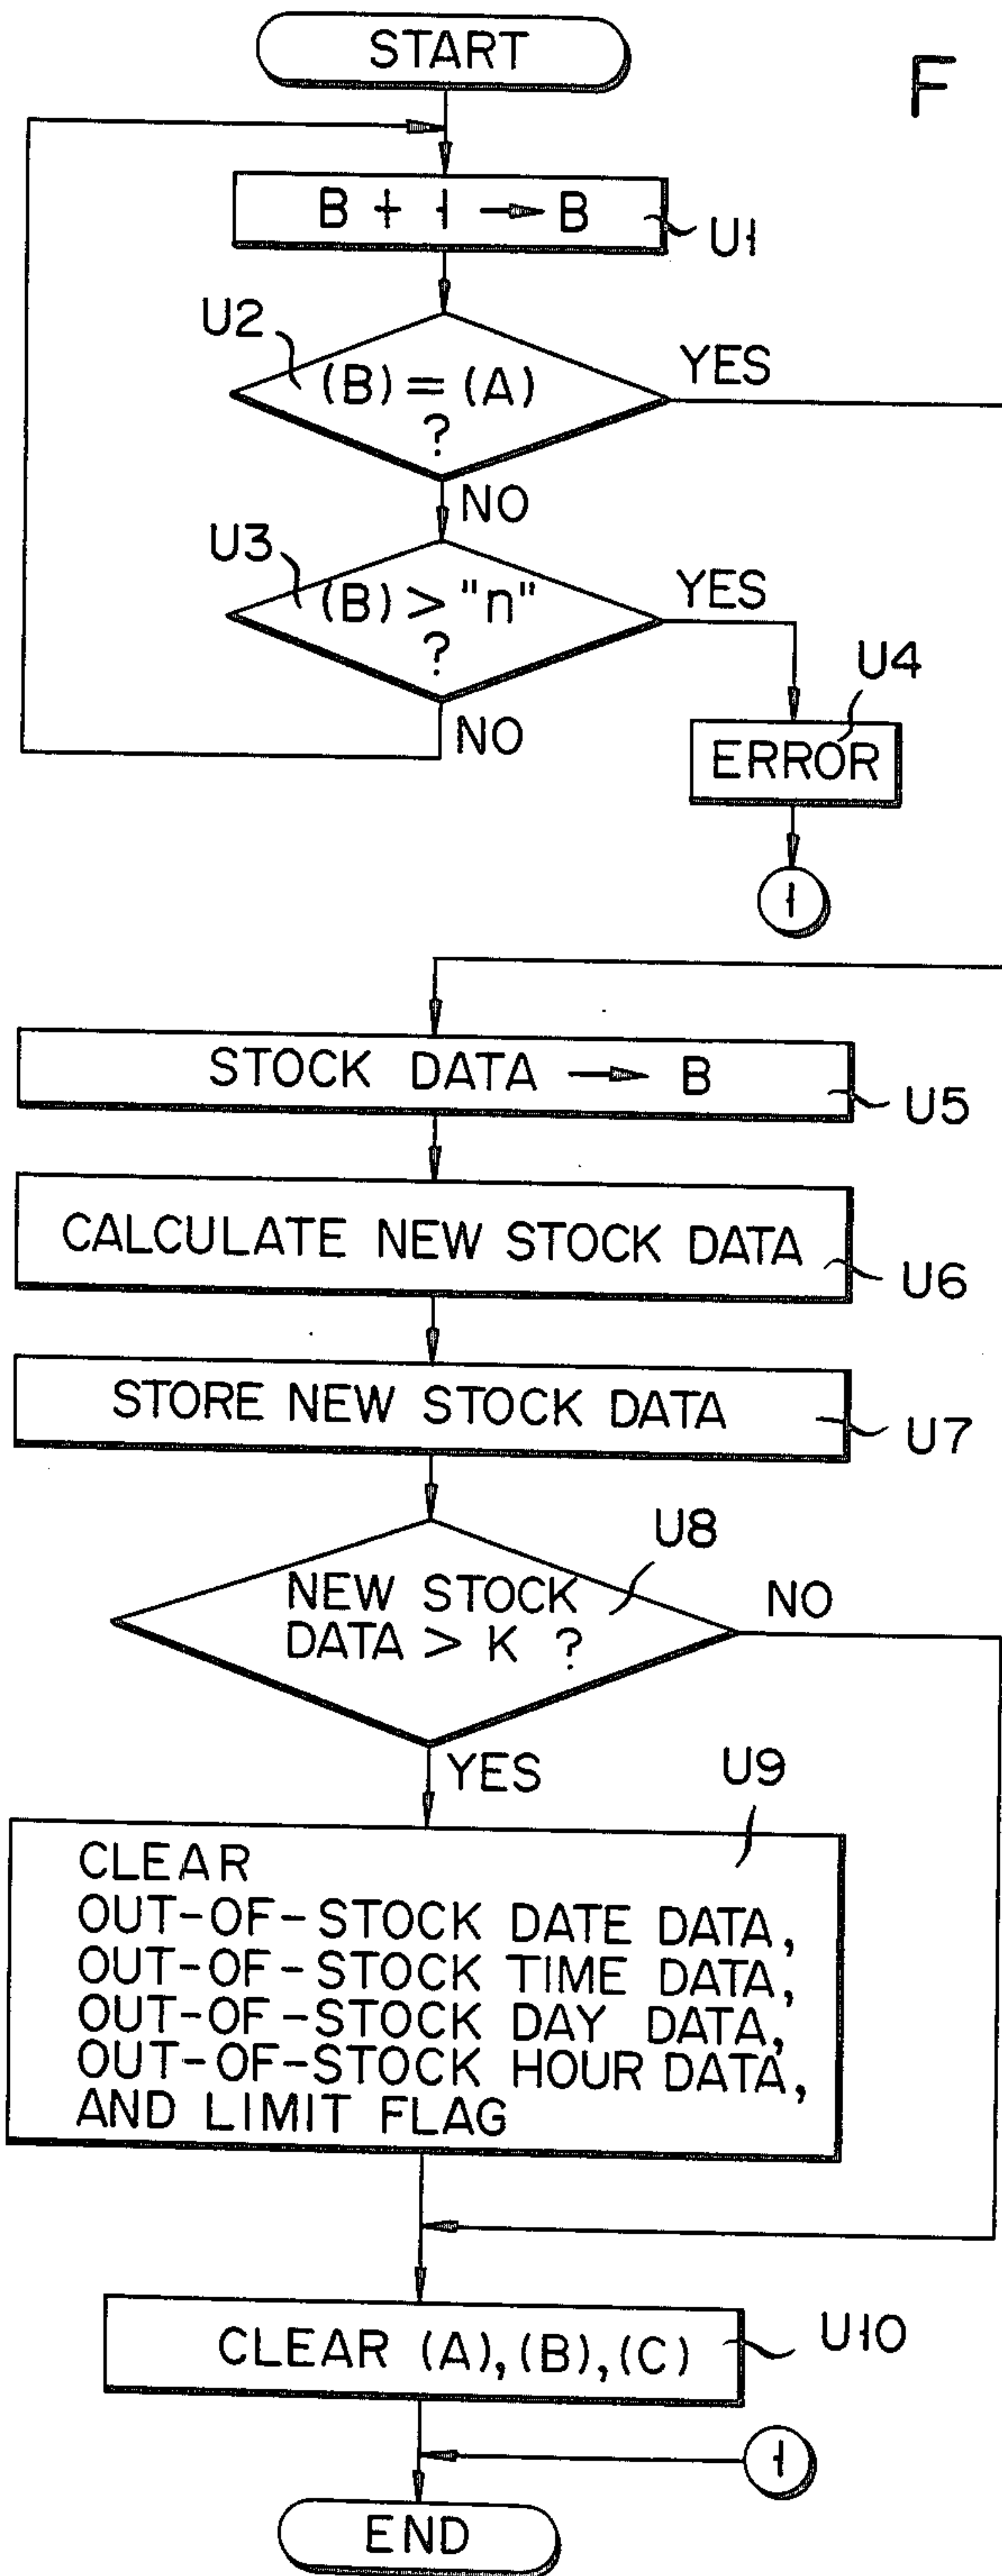 START
F
B + 1 → B
U1
U2
(B) = (A)
?
YES
NO
U3
(B) > "n"
?
YES
NO
U4
ERROR
1
STOCK DATA → B
U5
CALCULATE NEW STOCK DATA
U6
STORE NEW STOCK DATA
U7
U8
NEW STOCK
DATA > K ?
NO
YES
U9
CLEAR
OUT-OF-STOCK DATE DATA,
OUT-OF-STOCK TIME DATA,
OUT-OF-STOCK DAY DATA,
OUT-OF-STOCK HOUR DATA,
AND LIMIT FLAG
CLEAR (A), (B), (C)
U10
1
END